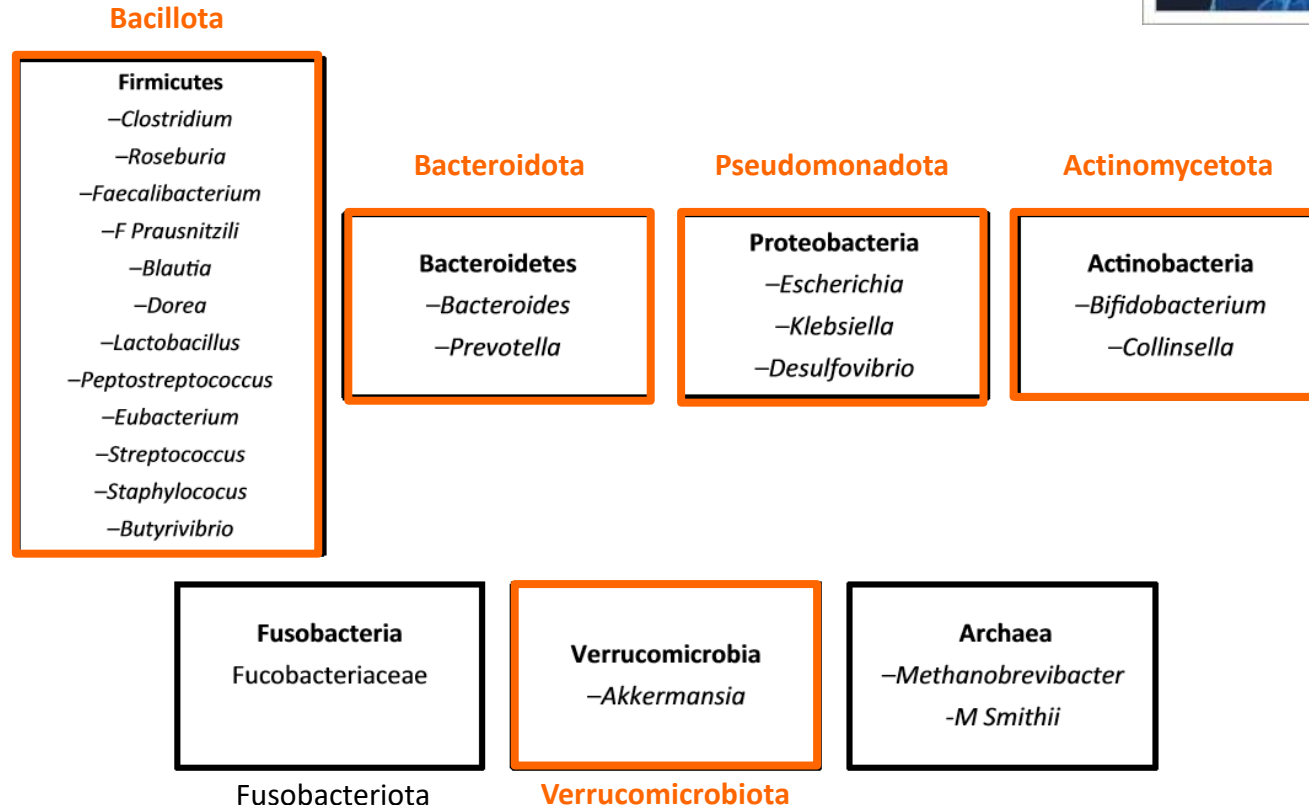 Bacillota
Firmicutes
–Clostridium
–Roseburia
–Faecalibacterium
–F Prausnitzili
–Blautia
–Dorea
–Lactobacillus
–Peptostreptococcus
–Eubacterium
–Streptococcus
–Staphylococus
–Butyrivibrio
Bacteroidota
Bacteroidetes
–Bacteroides
–Prevotella
Pseudomonadota
Proteobacteria
–Escherichia
–Klebsiella
–Desulfovibrio
Actinomycetota
Actinobacteria
–Bifidobacterium
–Collinsella
Fusobacteria
Fucobacteriaceae
Fusobacteriota
Verrucomicrobia
–Akkermansia
Verrucomicrobiota
Archaea
–Methanobrevibacter
-M Smithii